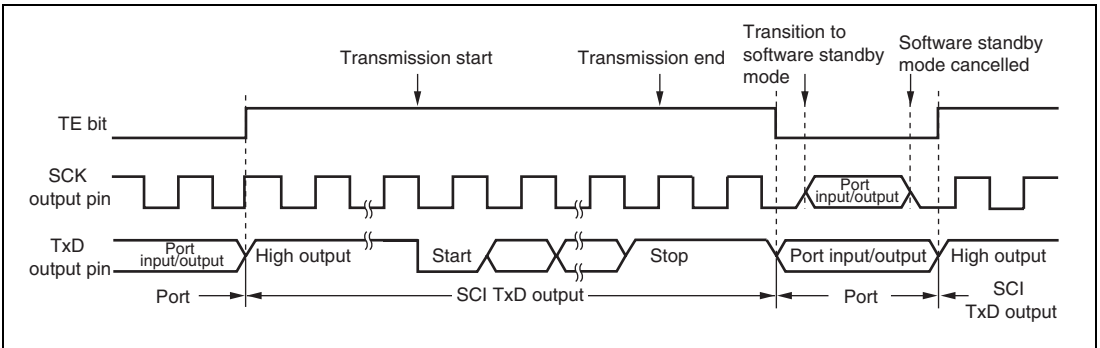 Transmission start
Transmission end
Transition to
software standby
mode
Software standby
mode cancelled
TE bit
SCK
output pin
Port
input/output
TxD
output pin
Port
input/output
High output
Start
Stop
Port input/output
High output
Port
SCI TxD output
Port
SCI
TxD output